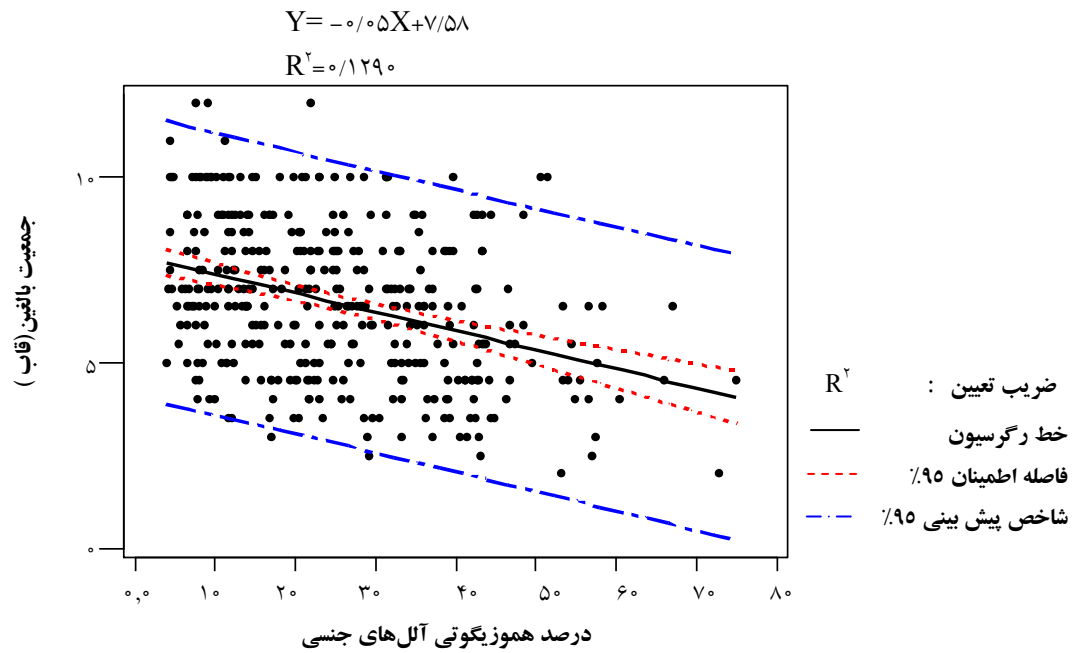 Y= -۰/۰۵X+۷/۵۸
R۲=۰/۱۲۹۰
۱۰
۵
۰
جمعیت بالغین(قاب )
۰,۰ ۱۰ ۲۰ ۳۰ ۴۰ ۵۰ ۶۰ ۷۰ ۸۰
درصد هموزیگوتی آلل‌های جنسی
ضریب تعیین : R۲
خط رگرسیون
فاصله اطمینان ۹۵٪
شاخص پیش بینی ۹۵٪